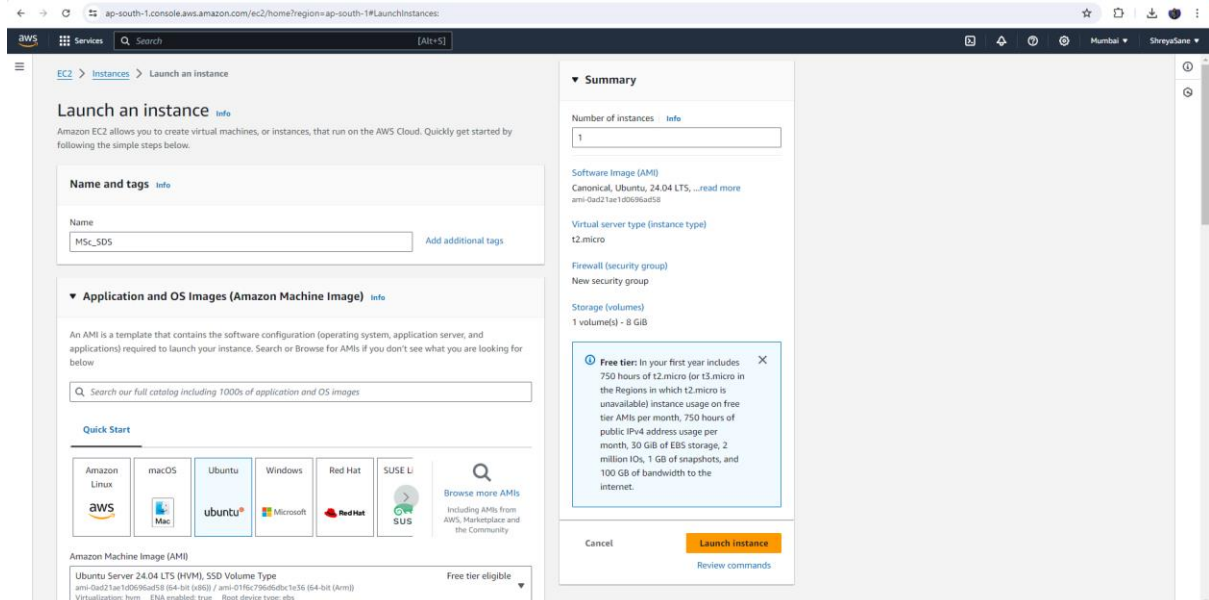 ap-south-1.console.aws.amazon.com/ec2/home?region=ap-south-1#LaunchInstances:
aws
Services
Search
[Alt+S]
Mumbai
ShreyaSane
EC2 > Instances > Launch an instance
Launch an instance Info
Amazon EC2 allows you to create virtual machines, or instances, that run on the AWS Cloud. Quickly get started by
following the simple steps below.
Name and tags Info
Name
MSc_SDS
Add additional tags
Application and OS Images (Amazon Machine Image) Info
An AMI is a template that contains the software configuration (operating system, application server, and
applications) required to launch your instance. Search or Browse for AMIs if you don't see what you are looking for
below
Search our full catalog including 1000s of application and OS images
Quick Start
Amazon
Linux
aws
macOS
Mac
Ubuntu
ubuntu®
Windows
Microsoft
Red Hat
Red Hat
SUSE Li
SUS
Browse more AMIs
Including AMIs from
AWS, Marketplace and
the Community
Amazon Machine Image (AMI)
Ubuntu Server 24.04 LTS (HVM), SSD Volume Type
Free tier eligible
ami-0ad21ae1d0696ad58 (64-bit (x86)) / ami-01f6c796d6dbc1e36 (64-bit (Arm))
Virtualization: hvm ENA enabled: true Root device type: ebs
Summary
Number of instances Info
1
Software Image (AMI)
Canonical, Ubuntu, 24.04 LTS, ...read more
ami-0ad21ae1d0696ad58
Virtual server type (instance type)
t2.micro
Firewall (security group)
New security group
Storage (volumes)
1 volume(s) - 8 GiB
Free tier: In your first year includes
750 hours of t2.micro (or t3.micro in
the Regions in which t2.micro is
unavailable) instance usage on free
tier AMIs per month, 750 hours of
public IPv4 address usage per
month, 30 GiB of EBS storage, 2
million IOs, 1 GB of snapshots, and
100 GB of bandwidth to the
internet.
Cancel
Launch instance
Review commands